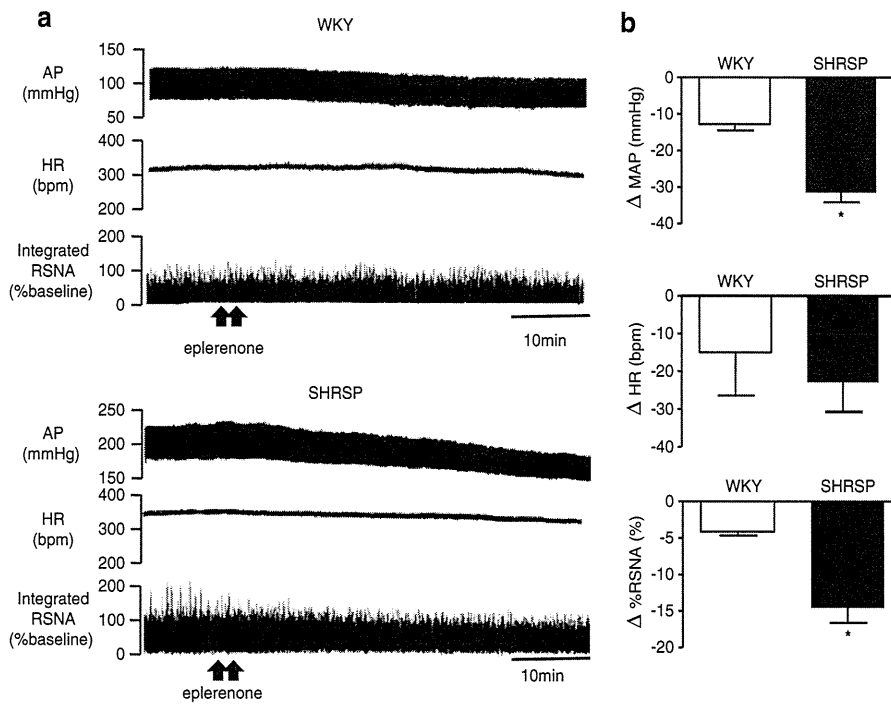 a
WKY
AP
(mmHg)
150
100
50
HR
(bpm)
400
300
200
Integrated
RSNA
(%baseline)
200
100
0
eplerenone
10min
SHRSP
AP
(mmHg)
250
200
150
HR
(bpm)
400
300
200
Integrated
RSNA
(%baseline)
200
100
0
eplerenone
10min
b
WKY SHRSP
Δ MAP (mmHg)
0
-10
-20
-30
-40
*
WKY SHRSP
Δ HR (bpm)
0
-10
-20
-30
-40
WKY SHRSP
Δ %RSNA (%)
0
-5
-10
-15
-20
*